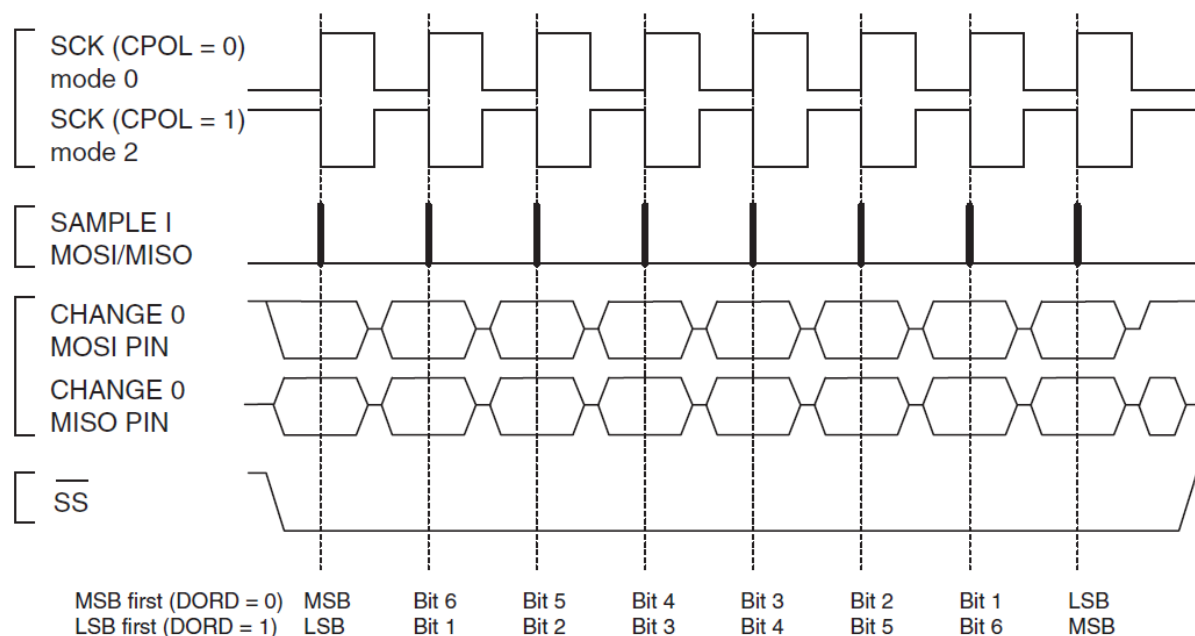 SCK (CPOL = 0)
mode 0
SCK (CPOL = 1)
mode 2
SAMPLE I
MOSI/MISO
CHANGE 0
MOSI PIN
CHANGE 0
MISO PIN
SS
MSB first (DORD = 0) MSB Bit 6 Bit 5 Bit 4 Bit 3 Bit 2 Bit 1 LSB
LSB first (DORD = 1) LSB Bit 1 Bit 2 Bit 3 Bit 4 Bit 5 Bit 6 MSB